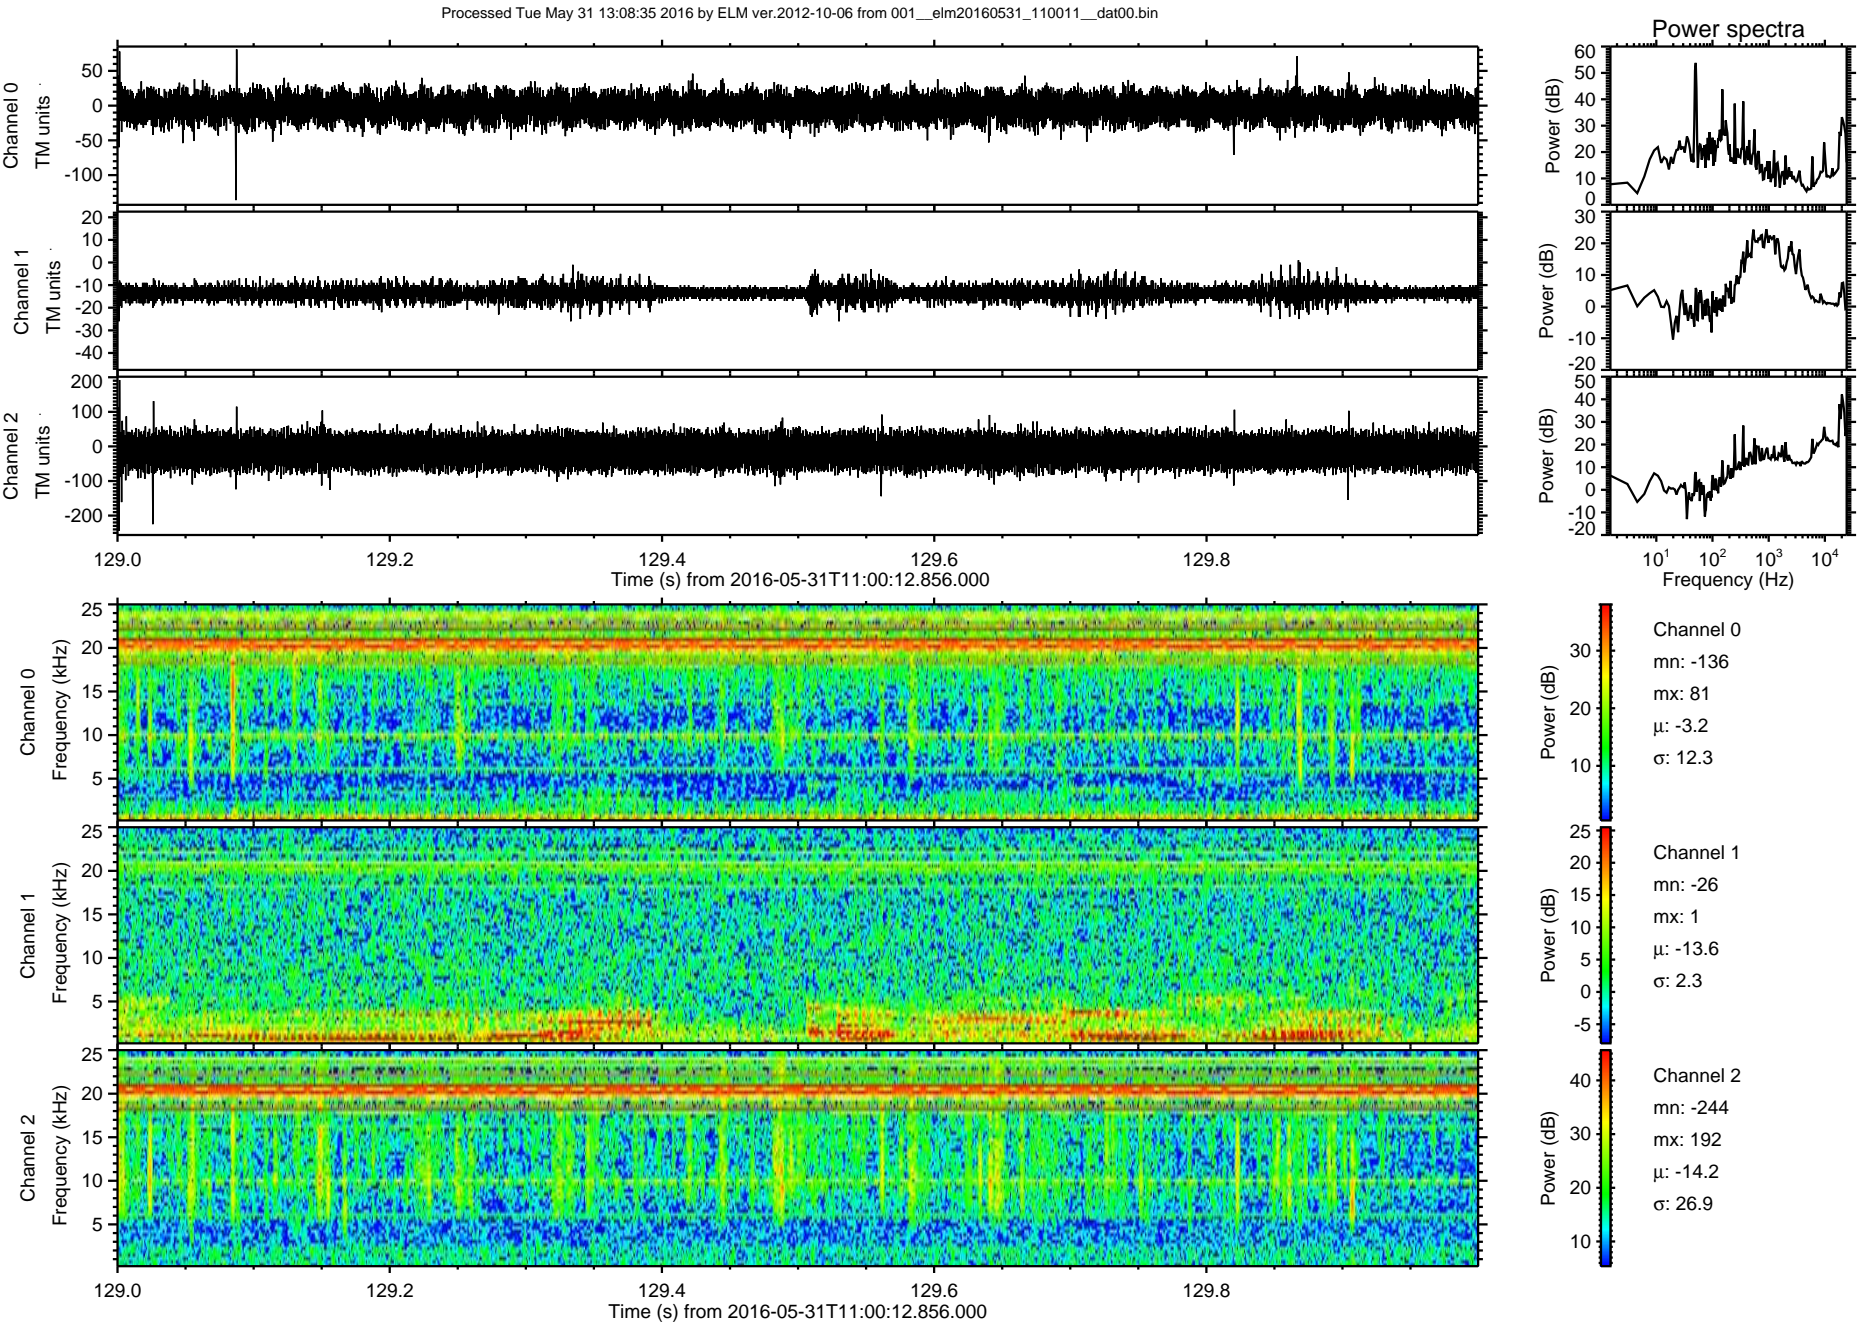 Processed Tue May 31 13:08:35 2016 by ELM ver.2012-10-06 from 001__elm20160531_110011__dat00.bin
Power spectra
Channel 0
TM units
50
0
-50
-100
Power (dB)
60
50
40
30
20
10
0
Channel 1
TM units
20
10
0
-10
-20
-30
-40
Power (dB)
30
20
10
0
-10
-20
Channel 2
TM units
200
100
0
-100
-200
Power (dB)
50
40
30
20
10
0
-10
-20
129.0 129.2 129.4 129.6 129.8
Time (s) from 2016-05-31T11:00:12.856.000
10¹ 10² 10³ 10⁴
Frequency (Hz)
Channel 0
Frequency (kHz)
25
20
15
10
5
Power (dB)
30
20
10
Channel 0
mn: -136
mx: 81
μ: -3.2
σ: 12.3
Channel 1
Frequency (kHz)
25
20
15
10
5
Power (dB)
25
20
15
10
5
0
-5
Channel 1
mn: -26
mx: 1
μ: -13.6
σ: 2.3
Channel 2
Frequency (kHz)
25
20
15
10
5
Power (dB)
40
30
20
10
Channel 2
mn: -244
mx: 192
μ: -14.2
σ: 26.9
129.0 129.2 129.4 129.6 129.8
Time (s) from 2016-05-31T11:00:12.856.000